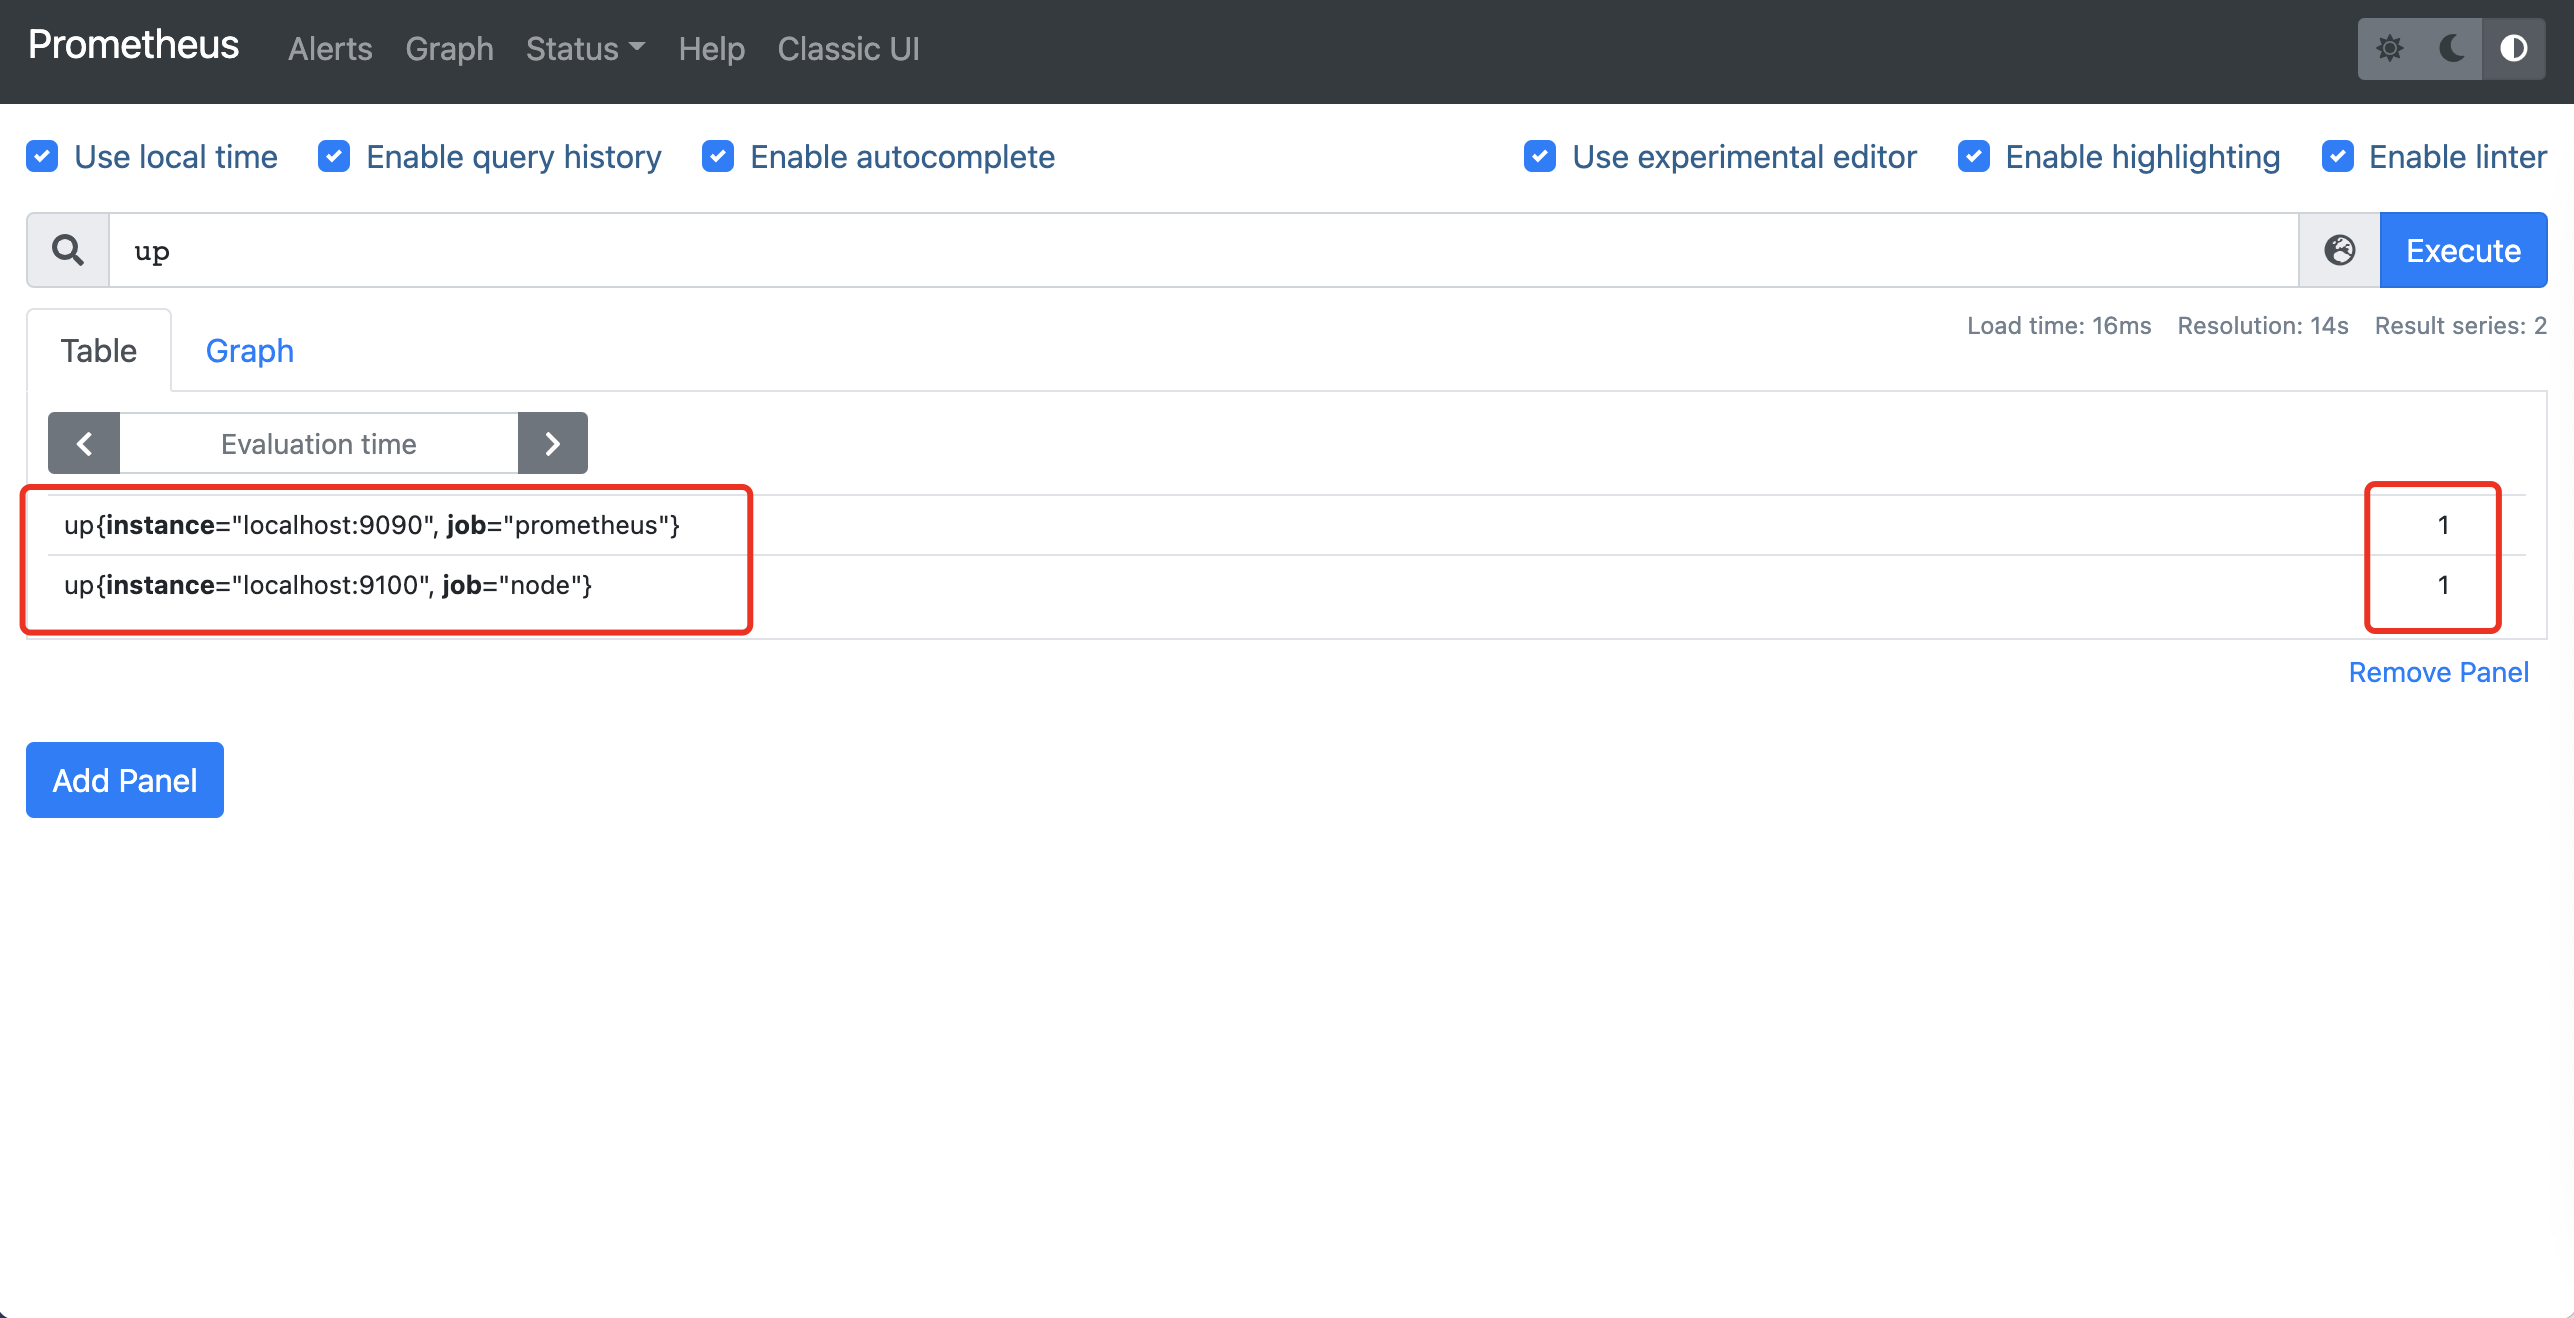 Prometheus Alerts Graph Status Help Classic UI
Use local time Enable query history Enable autocomplete Use experimental editor Enable highlighting Enable linter
up Execute
Load time: 16ms Resolution: 14s Result series: 2
Table Graph
Evaluation time
up{instance="localhost:9090", job="prometheus"} 1
up{instance="localhost:9100", job="node"} 1
Remove Panel
Add Panel